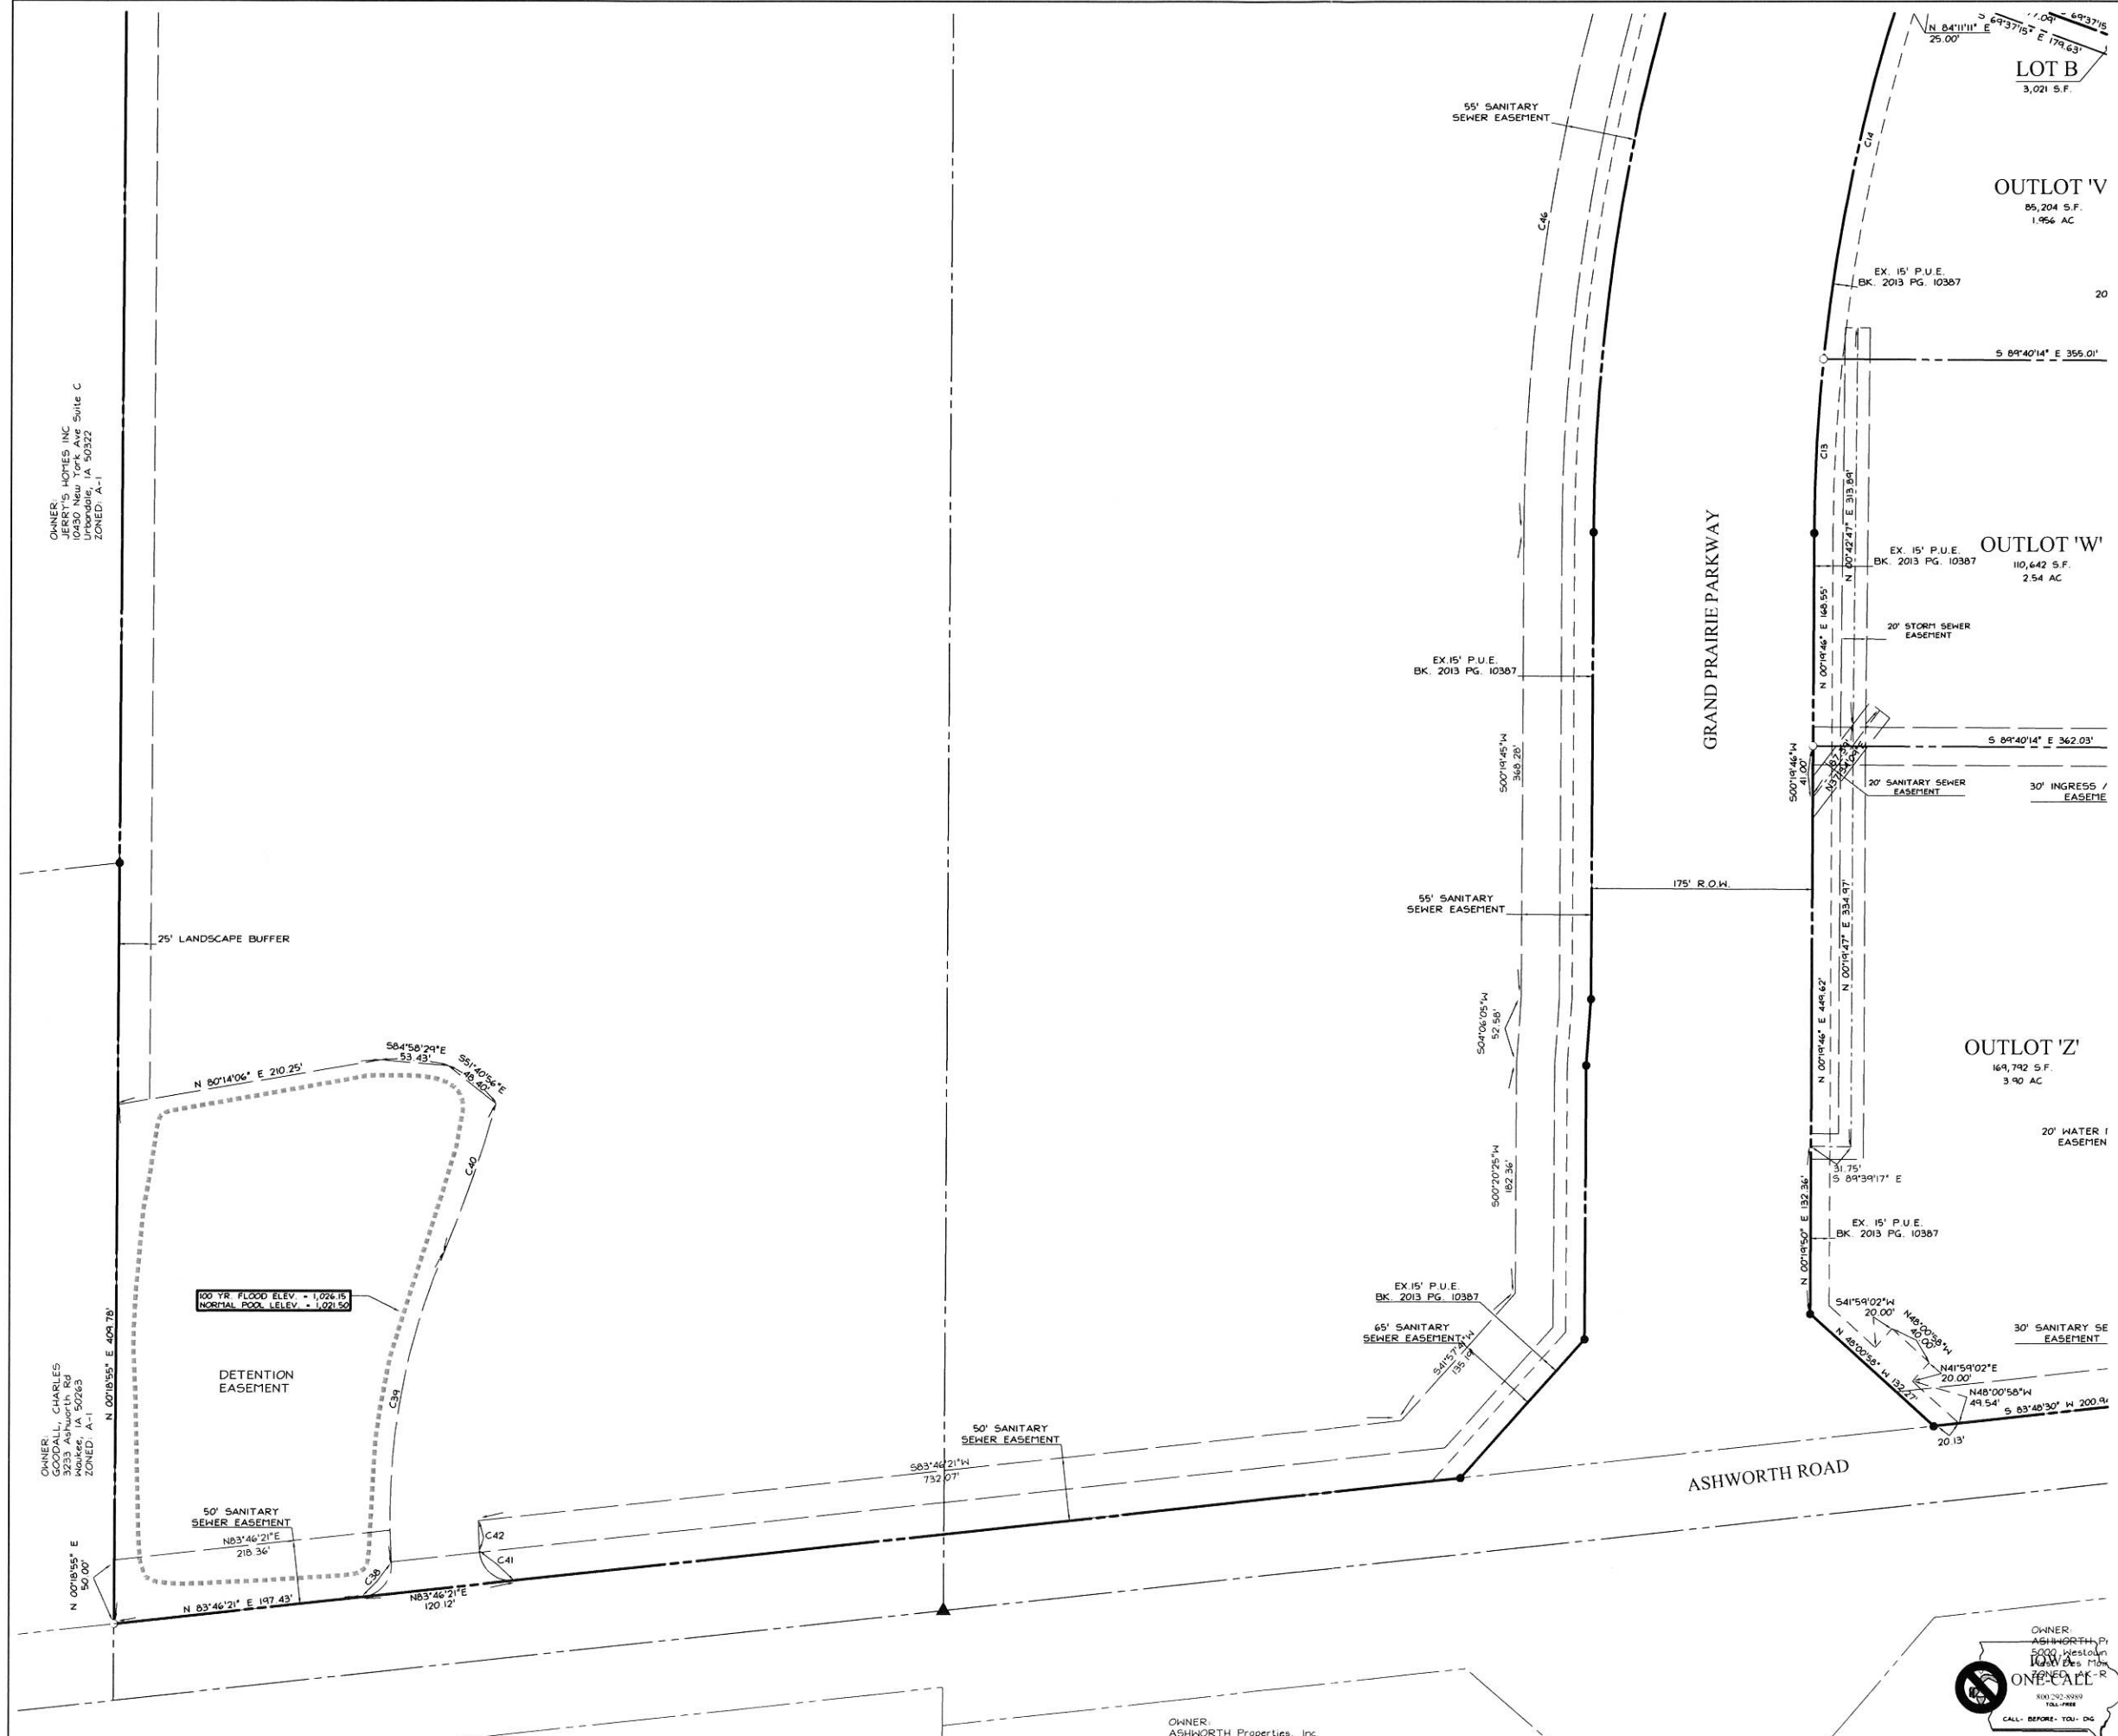 N 84°11'11" E
25.00'
S 69°37'15" E 179.63'
LOT B
3,021 S.F.
55' SANITARY
SEWER EASEMENT
C14
OUTLOT 'V
85,204 S.F.
1.956 AC
C46
EX. 15' P.U.E.
BK. 2013 PG. 10387
20
S 89°40'14" E 355.01'
OWNER:
JERRY'S HOMES INC
10430 New York Ave Suite C
Urbandale, IA 50322
ZONED: A-1
C13
N 00°42'47" E 313.89'
GRAND PRAIRIE PARKWAY
EX. 15' P.U.E.
BK. 2013 PG. 10387
OUTLOT 'W'
110,642 S.F.
2.54 AC
N 00°19'46" E 168.55'
20' STORM SEWER
EASEMENT
EX.15' P.U.E.
BK. 2013 PG. 10387
S00°19'45"W
368.28'
S 89°40'14" E 362.03'
S00°19'46"W
41.00'
20' SANITARY SEWER
EASEMENT
30' INGRESS /
EASEME
175' R.O.W.
55' SANITARY
SEWER EASEMENT
N 00°19'47" E 334.97'
25' LANDSCAPE BUFFER
S04°06'05"W
52.58'
N 00°19'46" E 449.62'
OUTLOT 'Z'
169,792 S.F.
3.90 AC
S84°58'29"E
53.43'
S51°40'56"E
48.40'
N 80°14'06" E 210.25'
20' WATER
EASEMEN
C40
S00°20'25"W
182.36'
31.75'
S 89°39'17" E
N 00°19'50" E 132.36'
EX. 15' P.U.E.
BK. 2013 PG. 10387
100 YR. FLOOD ELEV. = 1,026.15
NORMAL POOL LELEV. = 1,021.50
EX.15' P.U.E.
BK. 2013 PG. 10387
S41°59'02"W
20.00'
N48°00'58"W
40.00'
65' SANITARY
SEWER EASEMENT
S41°57'41"W
135.19'
30' SANITARY SE
EASEMENT
N 00°18'55" E 409.78'
DETENTION
EASEMENT
C39
N 48°00'58" W 132.27'
N41°59'02"E
20.00'
N48°00'58"W
49.54'
S 83°48'30" W 200.9
20.13'
OWNER:
GOODALL, CHARLES
3233 Ashworth Rd
Waukee, IA 50263
ZONED: A-1
50' SANITARY
SEWER EASEMENT
S83°46'21"W
732.07'
ASHWORTH ROAD
50' SANITARY
SEWER EASEMENT
N83°46'21"E
218.36'
C42
C41
C38
N 00°18'55" E
50.00'
N 83°46'21" E 197.43'
N83°46'21"E
120.12'
OWNER:
ASHWORTH P
5000 Westown
IOWA
ONE-CALL
800 292-8989
TOLL-FREE
CALL- BEFORE- YOU- DIG
OWNER:
ASHWORTH Properties, Inc